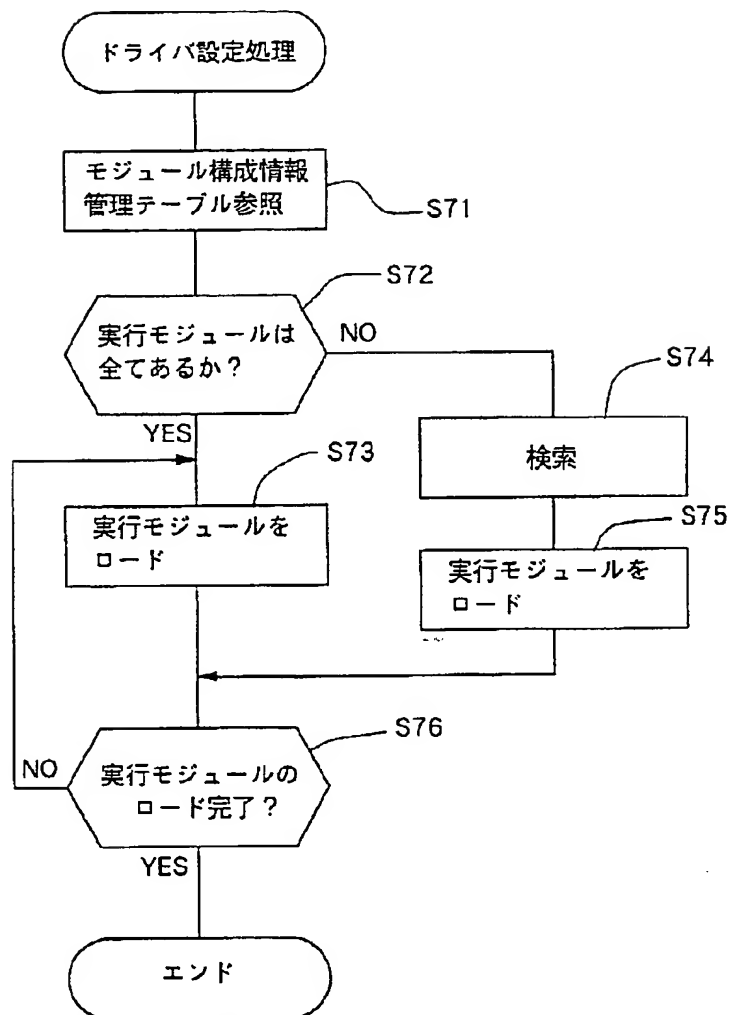 ドライバ設定処理
モジュール構成情報
管理テーブル参照
S71
S72
実行モジュールは
全てあるか?
NO
YES
S74
検索
S73
実行モジュールを
ロード
S75
実行モジュールを
ロード
S76
実行モジュールの
ロード完了?
NO
YES
エンド